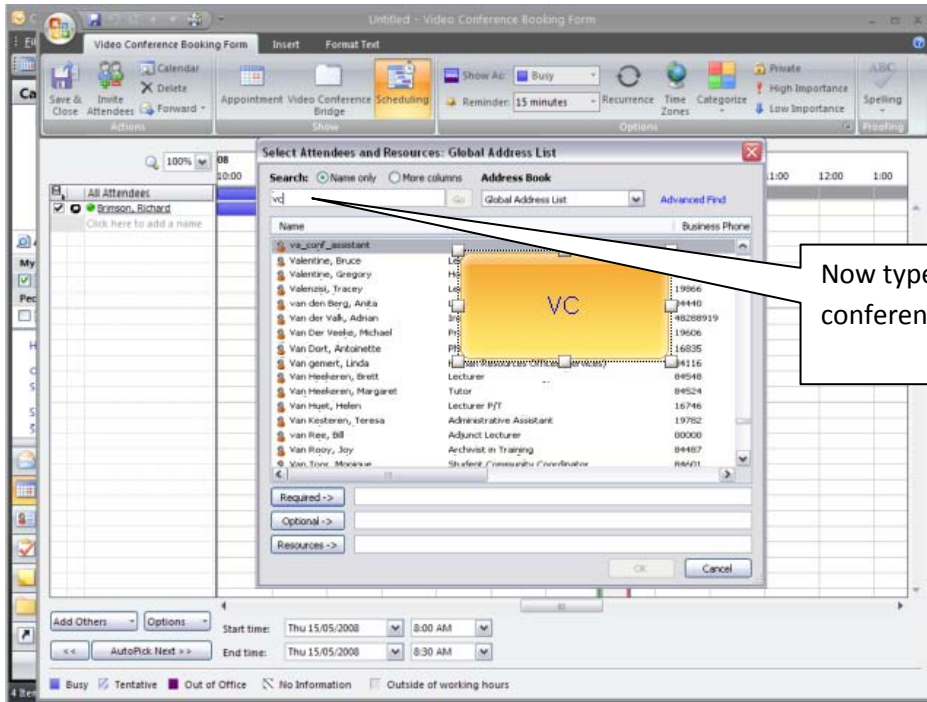 Untitled - Video Conference Booking Form
Video Conference Booking Form Insert Format Text
Save & Close
Invite Attendees
Calendar
Delete
Forward
Actions
Appointment
Video Conference Bridge
Scheduling
Show
Show As: Busy
Reminder: 15 minutes
Recurrence
Time Zones
Categorize
Private
High Importance
Low Importance
Options
ABC
Spelling
Proofing
Ca
100%
08
10:00
11:00 12:00 1:00
All Attendees
Brimson, Richard
Click here to add a name
My
Select Attendees and Resources: Global Address List
Search: Name only More columns Address Book
vc Go Global Address List Advanced Find
Name Business Phone
va_conf_assistant
Valentine, Bruce
Valentine, Gregory
Valenzisi, Tracey 19866
van den Berg, Anita
Van der Valk, Adrian 48288919
Van Der Veeke, Michael 19606
Van Dort, Antoinette 16835
Van gemert, Linda
Van Heekeren, Brett Lecturer 84548
Van Heekeren, Margaret Tutor 84524
Van Huet, Helen Lecturer P/T 16746
Van Kesteren, Teresa Administrative Assistant 19782
van Ree, Bill Adjunct Lecturer 00000
Van Rooy, Joy Archivist in Training 84487
Van Toor, Monique Student Community Coordinator 84601
VC
Now type
conferen
Required ->
Optional ->
Resources ->
OK Cancel
Add Others Options
Start time: Thu 15/05/2008 8:00 AM
<< AutoPick Next >>
End time: Thu 15/05/2008 8:30 AM
Busy Tentative Out of Office No Information Outside of working hours